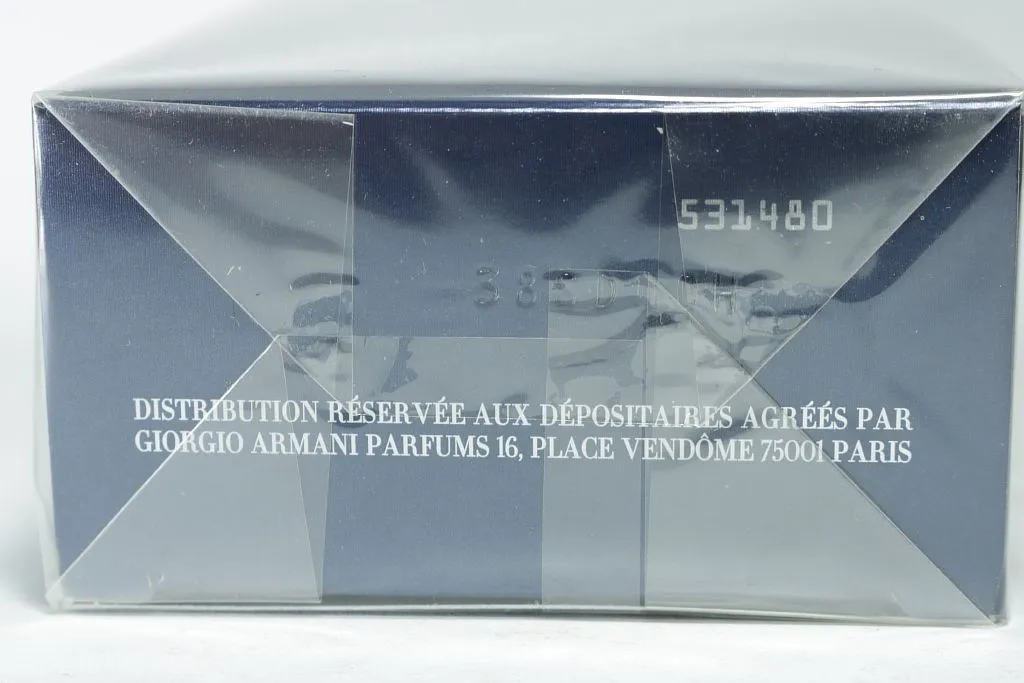 531480
DISTRIBUTION RÉSERVÉE AUX DÉPOSITAIRES AGRÉÉS PAR
GIORGIO ARMANI PARFUMS 16, PLACE VENDÔME 75001 PARIS